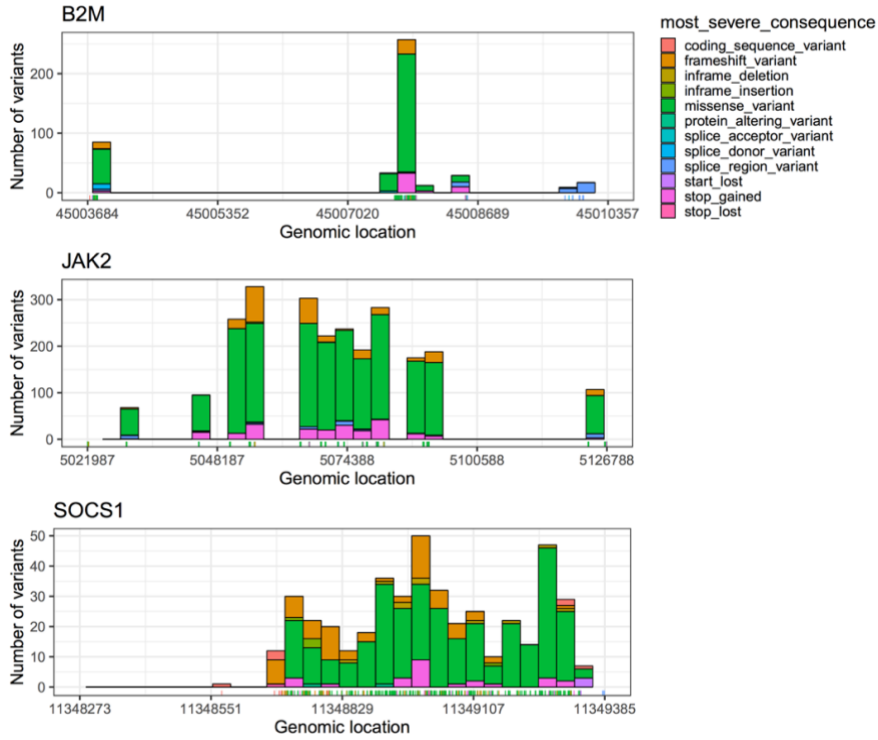 B2M
Number of variants
200
100
0
45003684 45005352 45007020 45008689 45010357
Genomic location
most_severe_consequence
coding_sequence_variant
frameshift_variant
inframe_deletion
inframe_insertion
missense_variant
protein_altering_variant
splice_acceptor_variant
splice_donor_variant
splice_region_variant
start_lost
stop_gained
stop_lost
JAK2
Number of variants
300
200
100
0
5021987 5048187 5074388 5100588 5126788
Genomic location
SOCS1
Number of variants
50
40
30
20
10
0
11348273 11348551 11348829 11349107 11349385
Genomic location